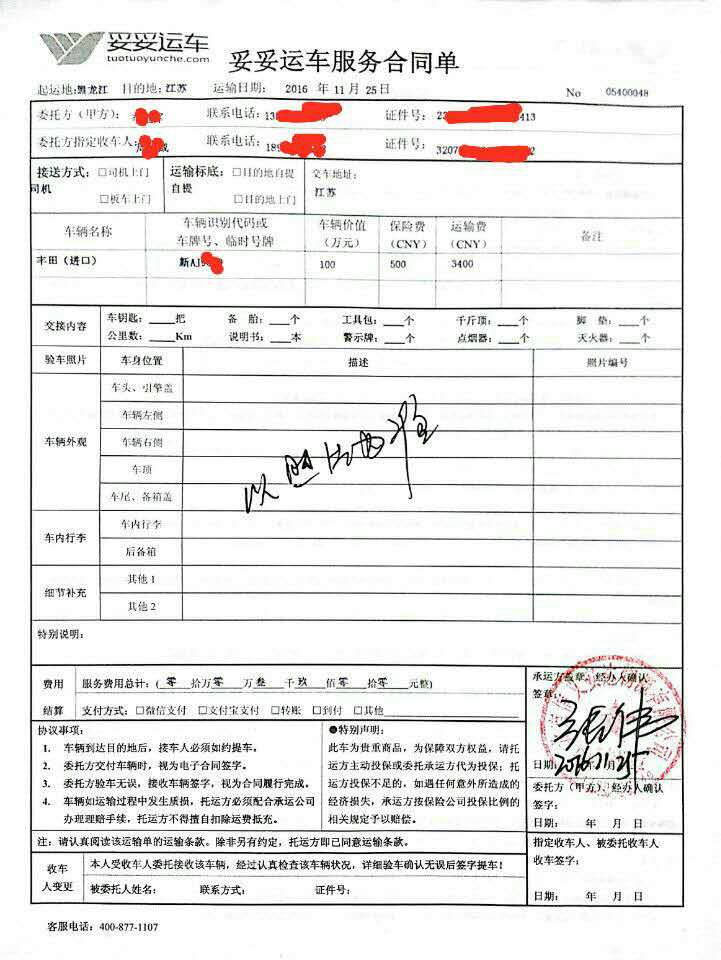 妥妥运车
tuotuoyunche.com
妥妥运车服务合同单
起运地:黑龙江 目的地:江苏 运输日期: 2016 年 11 月 25 日 No 05400048
委托方（甲方）: 联系电话:13 证件号:23 413
委托方指定收车人: 联系电话:189 证件号:3207 2
接送方式: □司机上门 运输标底: □目的地自提 交车地址:
司机 自提 江苏
□板车上门 □目的地上门
车辆名称 车辆识别代码或 车辆价值 保险费 运输费 备注
车牌号、临时号牌 （万元） (CNY) (CNY)
丰田（进口） 新AJ 100 500 3400
交接内容 车钥匙:____把 备 胎:____个 工具包:____个 千斤顶:____个 脚 垫:____个
公里数:____Km 说明书:____本 警示牌:____个 点烟器:____个 灭火器:____个
验车照片 车身位置 描述 照片编号
车辆外观 车头、引擎盖
车辆左侧
车辆右侧
车顶
车尾、备箱盖
车内行李 车内行李
后备箱
细节补充 其他 1
其他 2
特别说明:
费用 服务费用总计:( 零 拾万 零 万 叁 千 玖 佰 零 拾 零 元整)
结算 支付方式: □微信支付 □支付宝支付 □转账 □到付 □其他
承运方盖章、经办人确认
签章:
日期:
2016.11.25
协议事项:
1. 车辆到达目的地后，接车人必须如约提车。
2. 委托方交付车辆时，视为电子合同签字。
3. 委托方验车无误，接收车辆签字，视为合同履行完成。
4. 车辆如运输过程中发生质损，托运方必须配合承运公司
办理理赔手续，托运方不得擅自扣除运费抵充。
●特别声明:
此车为贵重商品，为保障双方权益，请托
运方主动投保或委托承运方代为投保; 托
运方投保不足的，如遇任何意外所造成的
经济损失，承运方按保险公司投保比例的
相关规定予以赔偿。
委托方（甲方）、经办人确认
签字:
日期: 年 月 日
注: 请认真阅读该运输单的运输条款。除非另有约定，托运方即已同意运输条款。
指定收车人、被委托收车人
收车签字:
日期: 年 月 日
收车 本人受收车人委托接收该车辆，经过认真检查该车辆状况，详细验车确认无误后签字提车!
人变更 被委托人姓名: 联系方式: 证件号:
客服电话: 400-877-1107